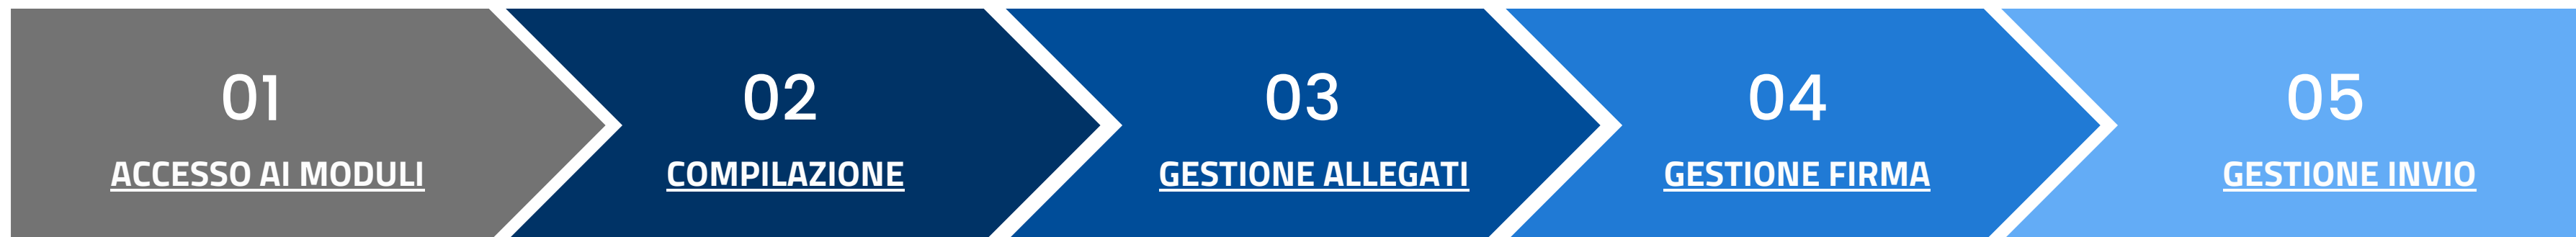 01
ACCESSO AI MODULI
02
COMPILAZIONE
03
GESTIONE ALLEGATI
04
GESTIONE FIRMA
05
GESTIONE INVIO